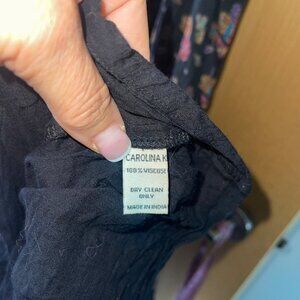 CAROLINA K
100% VISCOSE
DRY CLEAN
ONLY
MADE IN INDIA